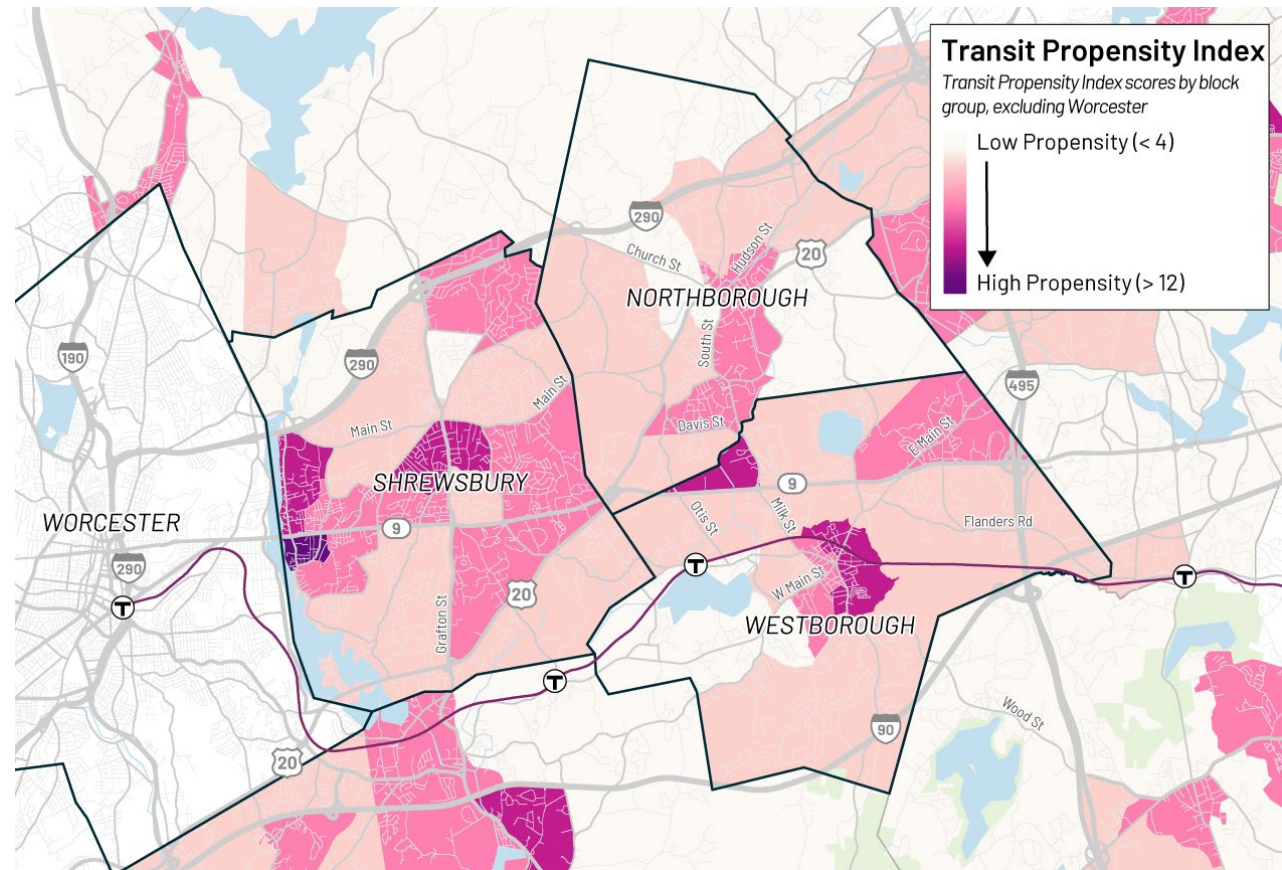 Transit Propensity Index
Transit Propensity Index scores by block
group, excluding Worcester
Low Propensity (< 4)
High Propensity (> 12)
290
Church St
Hudson St
20
NORTHBOROUGH
South St
190
290
495
Main St
Main St
Davis St
E Main St
SHREWSBURY
9
9
WORCESTER
Otis St
Milk St
Flanders Rd
290
T
T
T
20
W Main St
Grafton St
WESTBOROUGH
T
Wood St
90
20